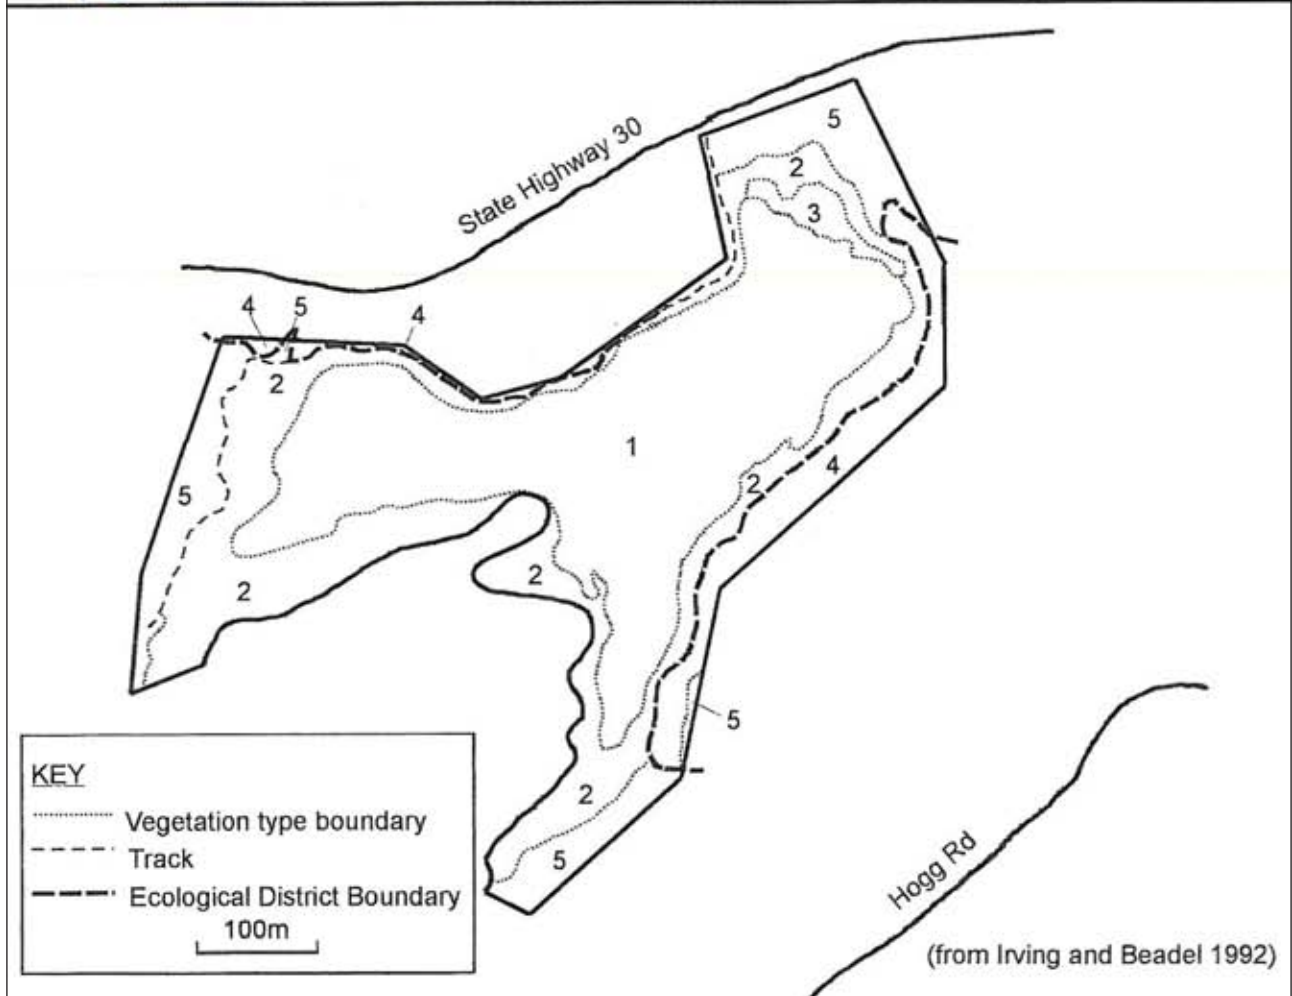 State Highway 30
5
2
3
4
5
4
2
1
5
2
4
2
2
5
2
5
KEY
Vegetation type boundary
Track
Ecological District Boundary
100m
Hogg Rd
(from Irving and Beadel 1992)